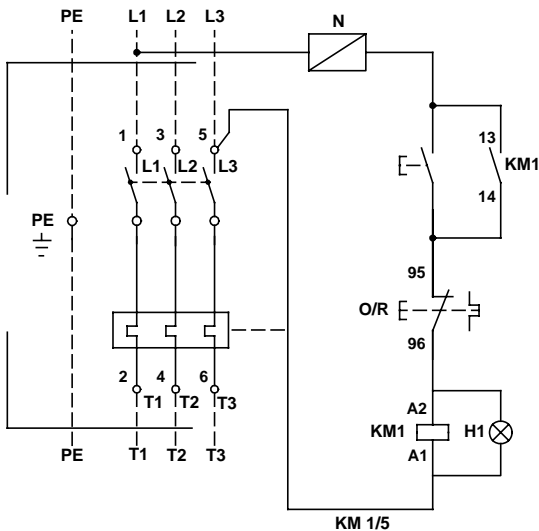 PE L1 L2 L3
N
1 3 5
13
L1 L2 L3
KM1
14
PE
95
O/R
96
2 4 6
T1 T2 T3
A2
KM1 H1
A1
PE T1 T2 T3
KM 1/5